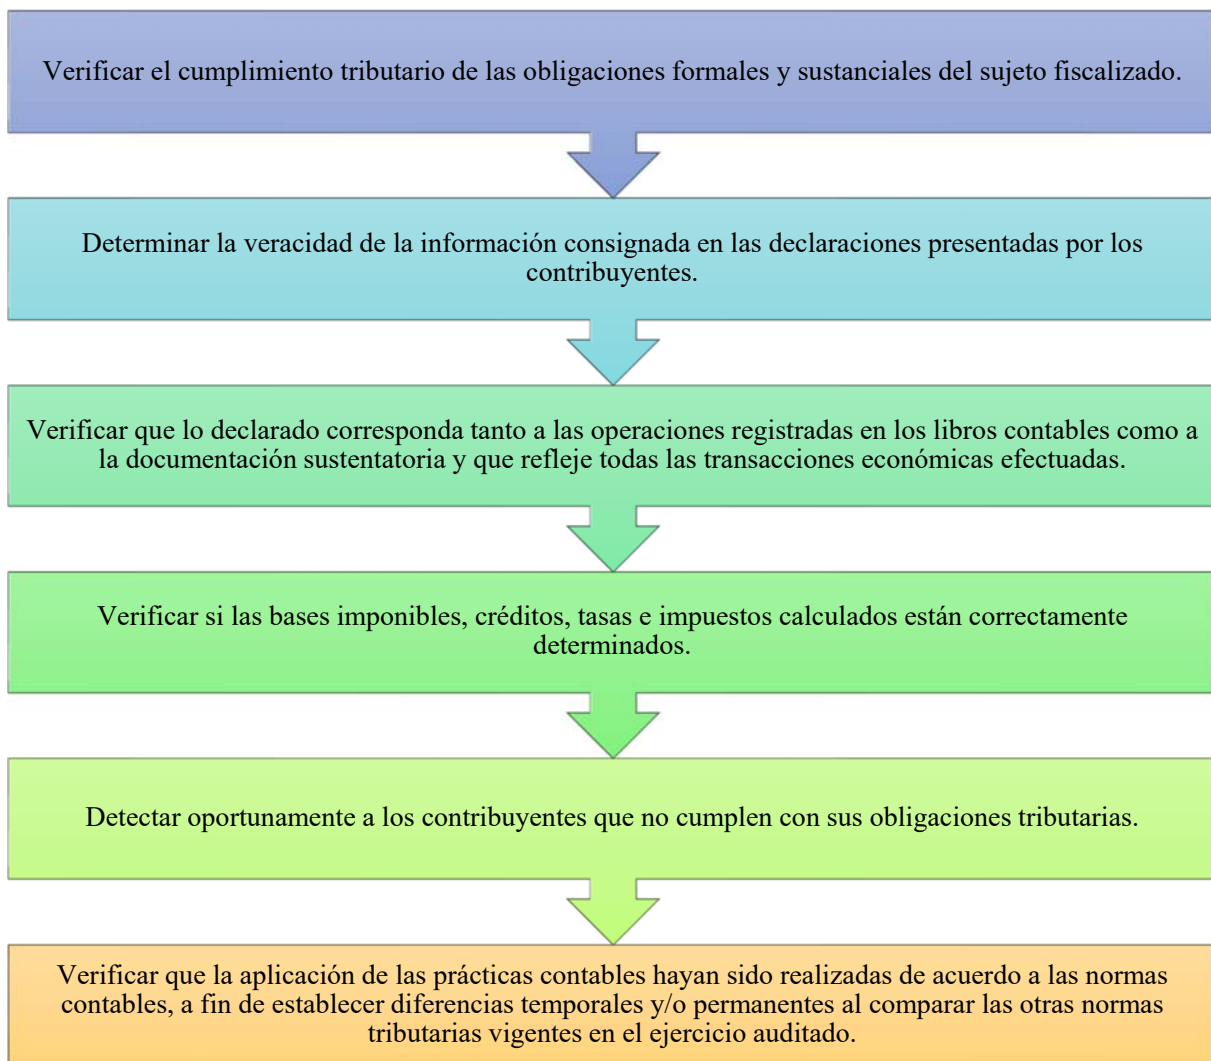 Verificar el cumplimiento tributario de las obligaciones formales y sustanciales del sujeto fiscalizado.
Determinar la veracidad de la información consignada en las declaraciones presentadas por los
contribuyentes.
Verificar que lo declarado corresponda tanto a las operaciones registradas en los libros contables como a
la documentación sustentatoria y que refleje todas las transacciones económicas efectuadas.
Verificar si las bases imponibles, créditos, tasas e impuestos calculados están correctamente
determinados.
Detectar oportunamente a los contribuyentes que no cumplen con sus obligaciones tributarias.
Verificar que la aplicación de las prácticas contables hayan sido realizadas de acuerdo a las normas
contables, a fin de establecer diferencias temporales y/o permanentes al comparar las otras normas
tributarias vigentes en el ejercicio auditado.